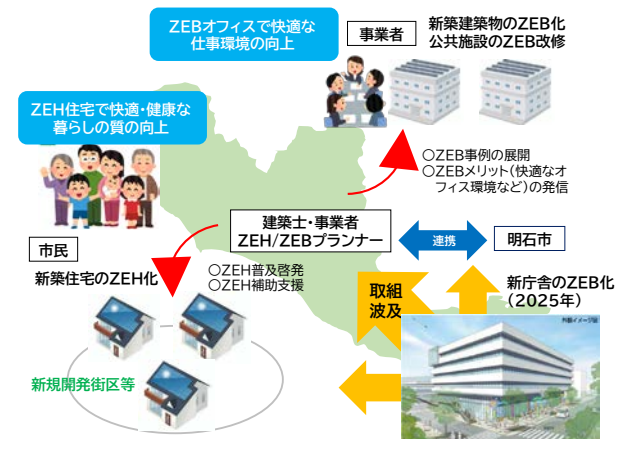 ZEBオフィスで快適な
仕事環境の向上
事業者
新築建築物のZEB化
公共施設のZEB改修
ZEH住宅で快適・健康な
暮らしの質の向上
○ZEB事例の展開
○ZEBメリット(快適なオ
フィス環境など)の発信
建築士・事業者
ZEH/ZEBプランナー
連携
明石市
市民
新築住宅のZEH化
○ZEH普及啓発
○ZEH補助支援
取組
波及
新庁舎のZEB化
(2025年)
外観イメージ図
新規開発街区等